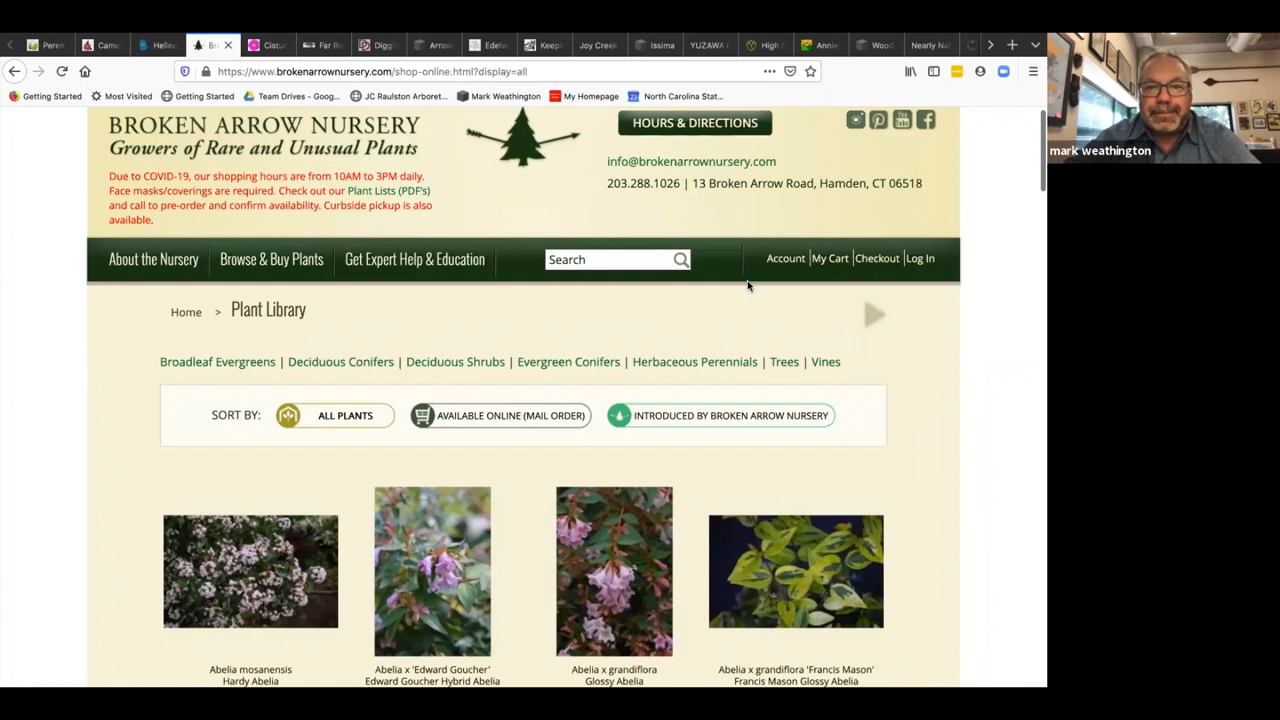 Peren
Came
Helle
Br
Cistu
Far Re
Diggi
Arrow
Edelw
Keepi
Joy Creek
Issima
YUZAWA
High C
Annie
Wood
Nearly Na
https://www.brokenarrownursery.com/shop-online.html?display=all
Getting Started
Most Visited
Getting Started
Team Drives - Goog...
JC Raulston Arboret...
Mark Weathington
My Homepage
North Carolina Stat...
mark weathington
BROKEN ARROW NURSERY
Growers of Rare and Unusual Plants
Due to COVID-19, our shopping hours are from 10AM to 3PM daily.
Face masks/coverings are required. Check out our Plant Lists (PDF's)
and call to pre-order and confirm availability. Curbside pickup is also
available.
HOURS & DIRECTIONS
info@brokenarrownursery.com
203.288.1026 | 13 Broken Arrow Road, Hamden, CT 06518
About the Nursery
Browse & Buy Plants
Get Expert Help & Education
Search
Account | My Cart | Checkout | Log In
Home > Plant Library
Broadleaf Evergreens | Deciduous Conifers | Deciduous Shrubs | Evergreen Conifers | Herbaceous Perennials | Trees | Vines
SORT BY:
ALL PLANTS
AVAILABLE ONLINE (MAIL ORDER)
INTRODUCED BY BROKEN ARROW NURSERY
Abelia mosanensis
Hardy Abelia
Abelia x 'Edward Goucher'
Edward Goucher Hybrid Abelia
Abelia x grandiflora
Glossy Abelia
Abelia x grandiflora 'Francis Mason'
Francis Mason Glossy Abelia